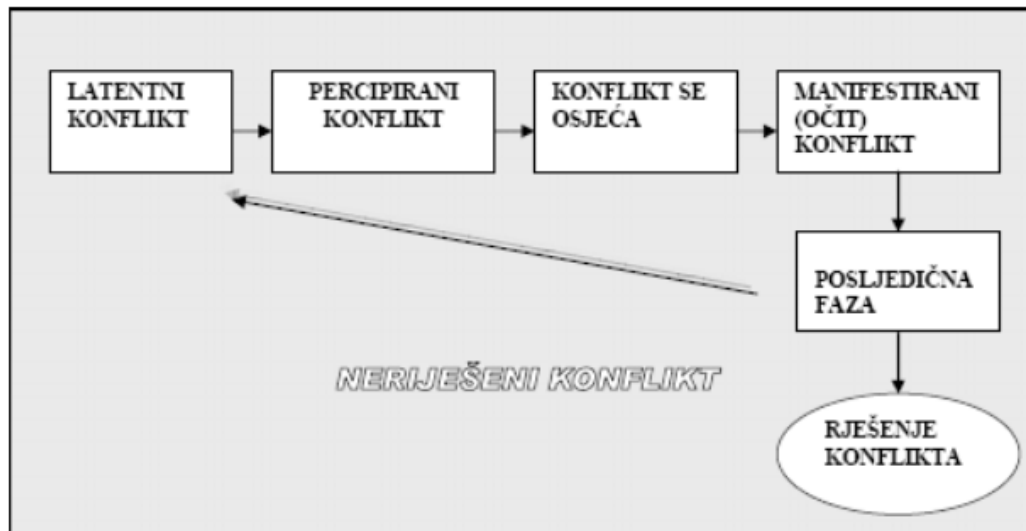 LATENTNI
KONFLIKT
PERCIPIRANI
KONFLIKT
KONFLIKT SE
OSJEĆA
MANIFESTIRANI
(OČIT)
KONFLIKT
POSLJEDIČNA
FAZA
NERIJEŠENI KONFLIKT
RJEŠENJE
KONFLIKTA